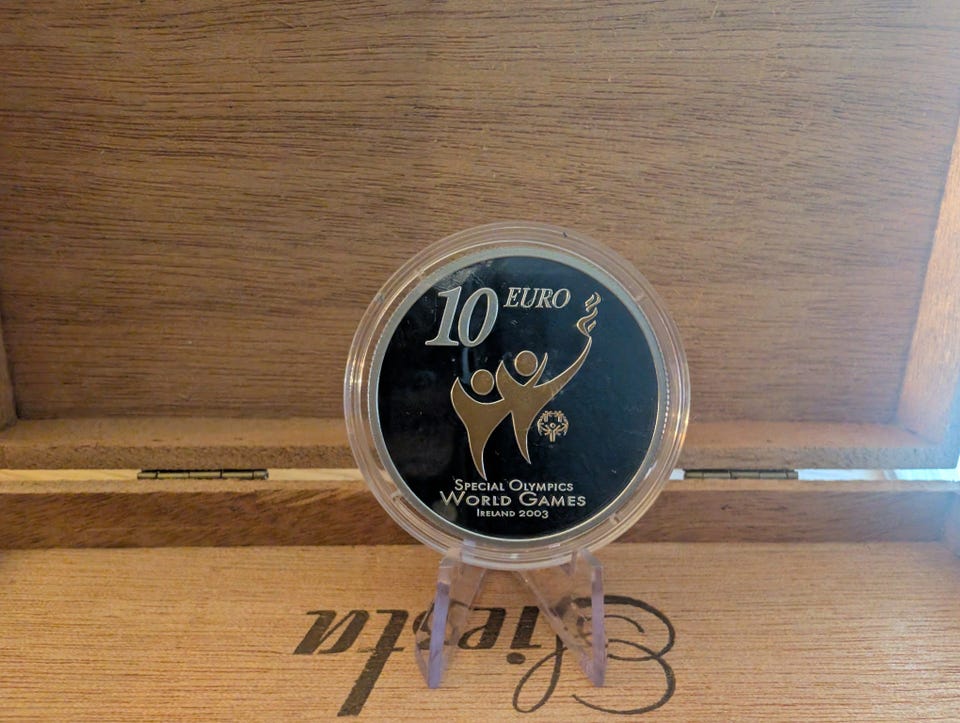 10 EURO
SPECIAL OLYMPICS
WORLD GAMES
IRELAND 2003